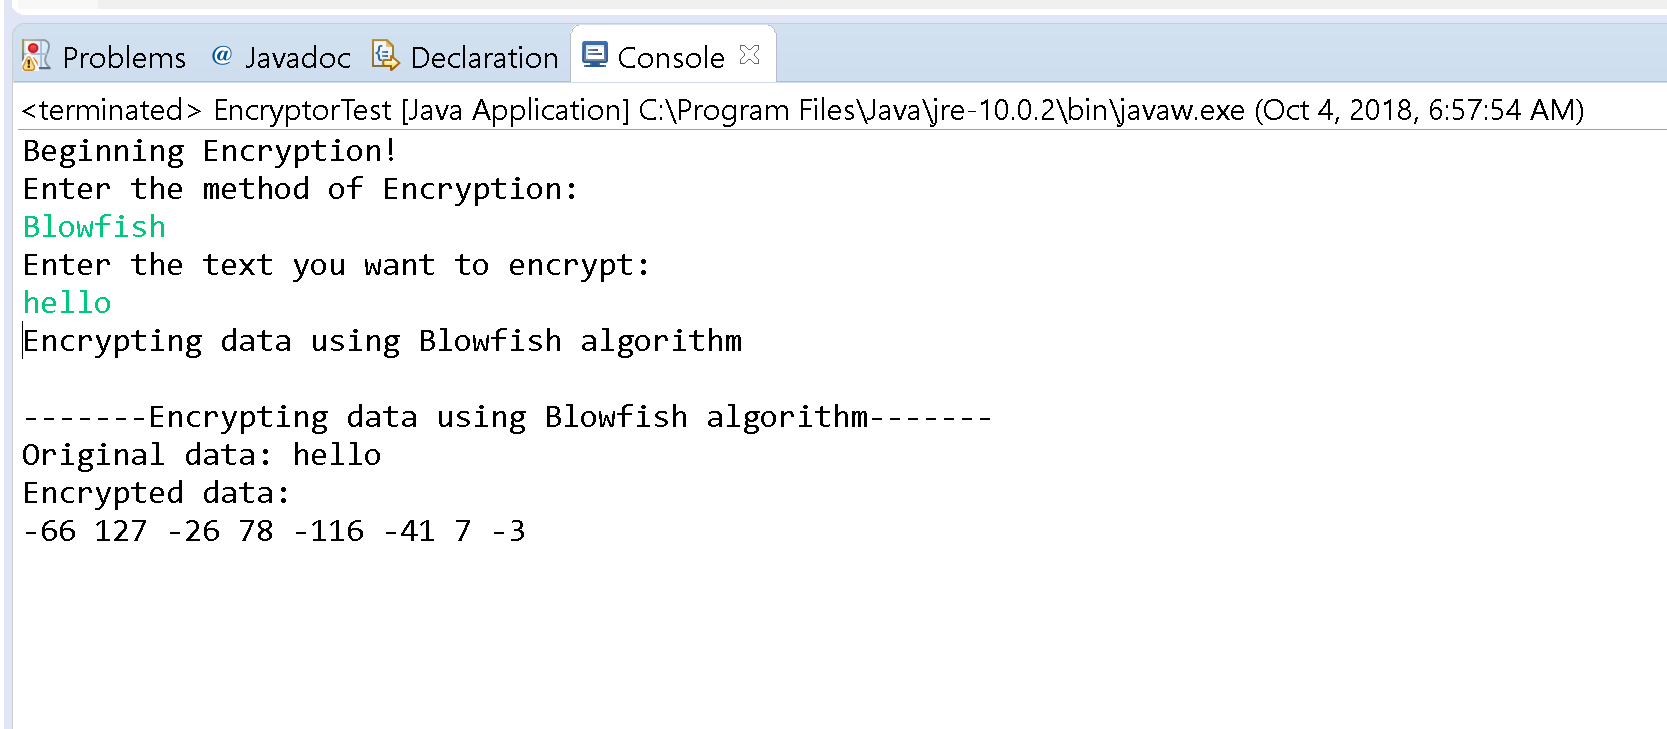 Problems @ Javadoc Declaration Console
<terminated> EncryptorTest [Java Application] C:\Program Files\Java\jre-10.0.2\bin\javaw.exe (Oct 4, 2018, 6:57:54 AM)
Beginning Encryption!
Enter the method of Encryption:
Blowfish
Enter the text you want to encrypt:
hello
Encrypting data using Blowfish algorithm
-------Encrypting data using Blowfish algorithm-------
Original data: hello
Encrypted data:
-66 127 -26 78 -116 -41 7 -3